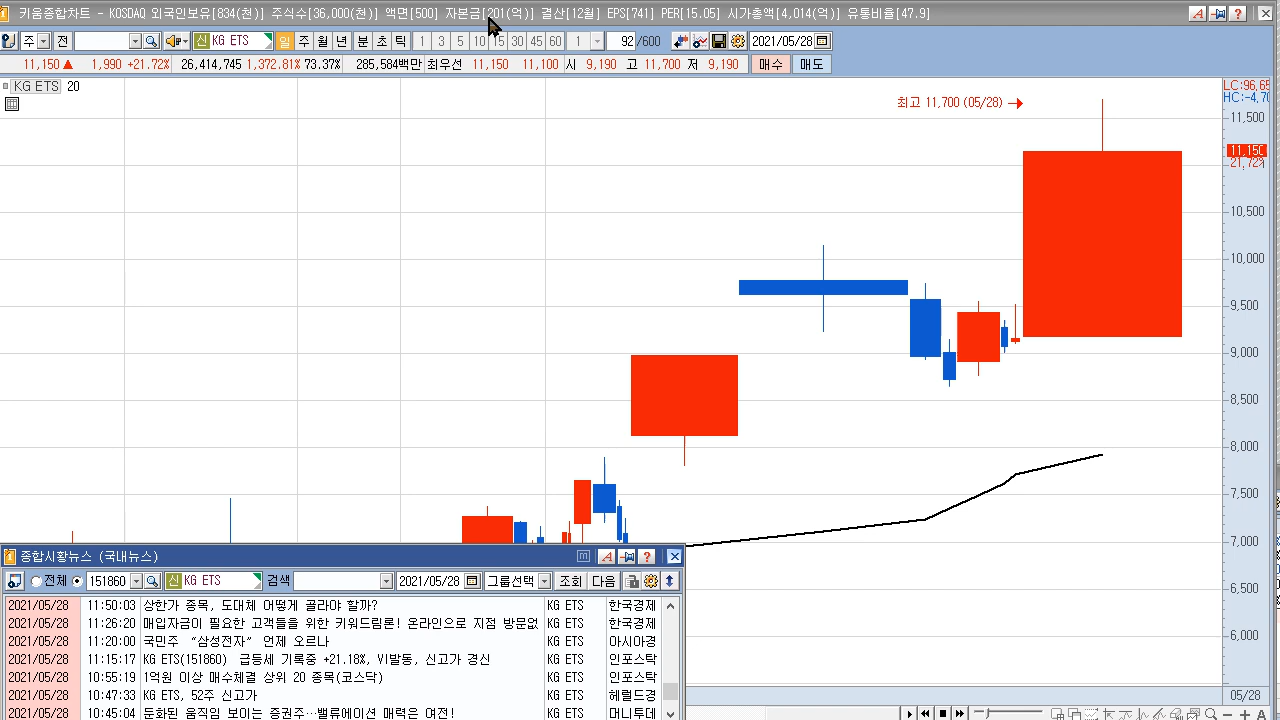 키움종합차트 - KOSDAQ 외국인보유[834(천)] 주식수[36,000(천)] 액면[500] 자본금[201(억)] 결산[12월] EPS[741] PER[15.05] 시가총액[4,014(억)] 유통비율[47.9]
주 전 신 KG ETS 일 주 월 년 분 초 틱 1 3 5 10 15 30 45 60 1 92 /600 2021/05/28
11,150 ▲ 1,990 +21.72% 26,414,745 1,372.81% 73.37% 285,584백만 최우선 11,150 11,100 시 9,190 고 11,700 저 9,190 매수 매도
KG ETS 20
LC:96,65
HC:-4,70
최고 11,700 (05/28) →
11,500
11,150
21,72%
10,500
10,000
9,500
9,000
8,500
8,000
7,500
7,000
6,500
6,000
05/28
종합시황뉴스 (국내뉴스)
전체 151860 신 KG ETS 검색 2021/05/28 그룹선택 조회 다음
2021/05/28 11:50:03 상한가 종목, 도대체 어떻게 골라야 할까? KG ETS 한국경제
2021/05/28 11:26:20 매입자금이 필요한 고객들을 위한 키워드림론! 온라인으로 지점 방문없 KG ETS 한국경제
2021/05/28 11:20:00 국민주 “삼성전자” 언제 오르나 KG ETS 아시아경
2021/05/28 11:15:17 KG ETS(151860) 급등세 기록중 +21.18%, VI발동, 신고가 경신 KG ETS 인포스탁
2021/05/28 10:55:19 1억원 이상 매수체결 상위 20 종목(코스닥) KG ETS 인포스탁
2021/05/28 10:47:33 KG ETS, 52주 신고가 KG ETS 헤럴드경
2021/05/28 10:45:04 둔화된 움직임 보이는 증권주…밸류에이션 매력은 여전! KG ETS 머니투데